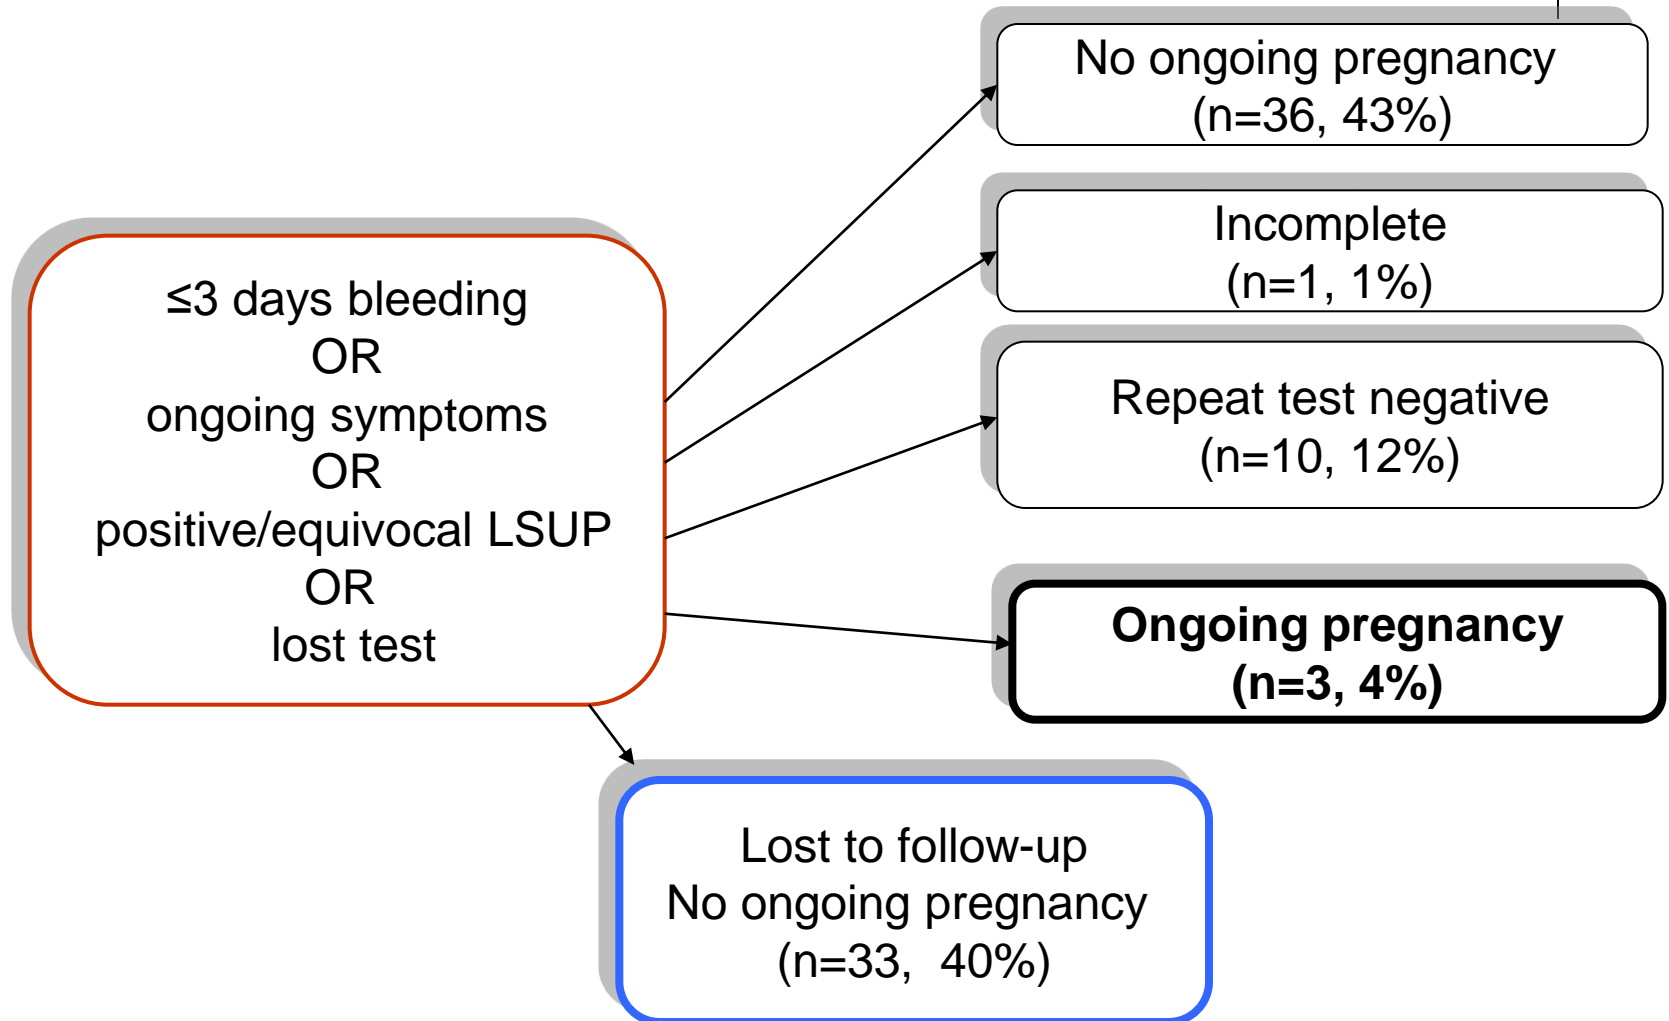 ≤3 days bleeding
OR
ongoing symptoms
OR
positive/equivocal LSUP
OR
lost test
No ongoing pregnancy
(n=36, 43%)
Incomplete
(n=1, 1%)
Repeat test negative
(n=10, 12%)
Ongoing pregnancy
(n=3, 4%)
Lost to follow-up
No ongoing pregnancy
(n=33,  40%)